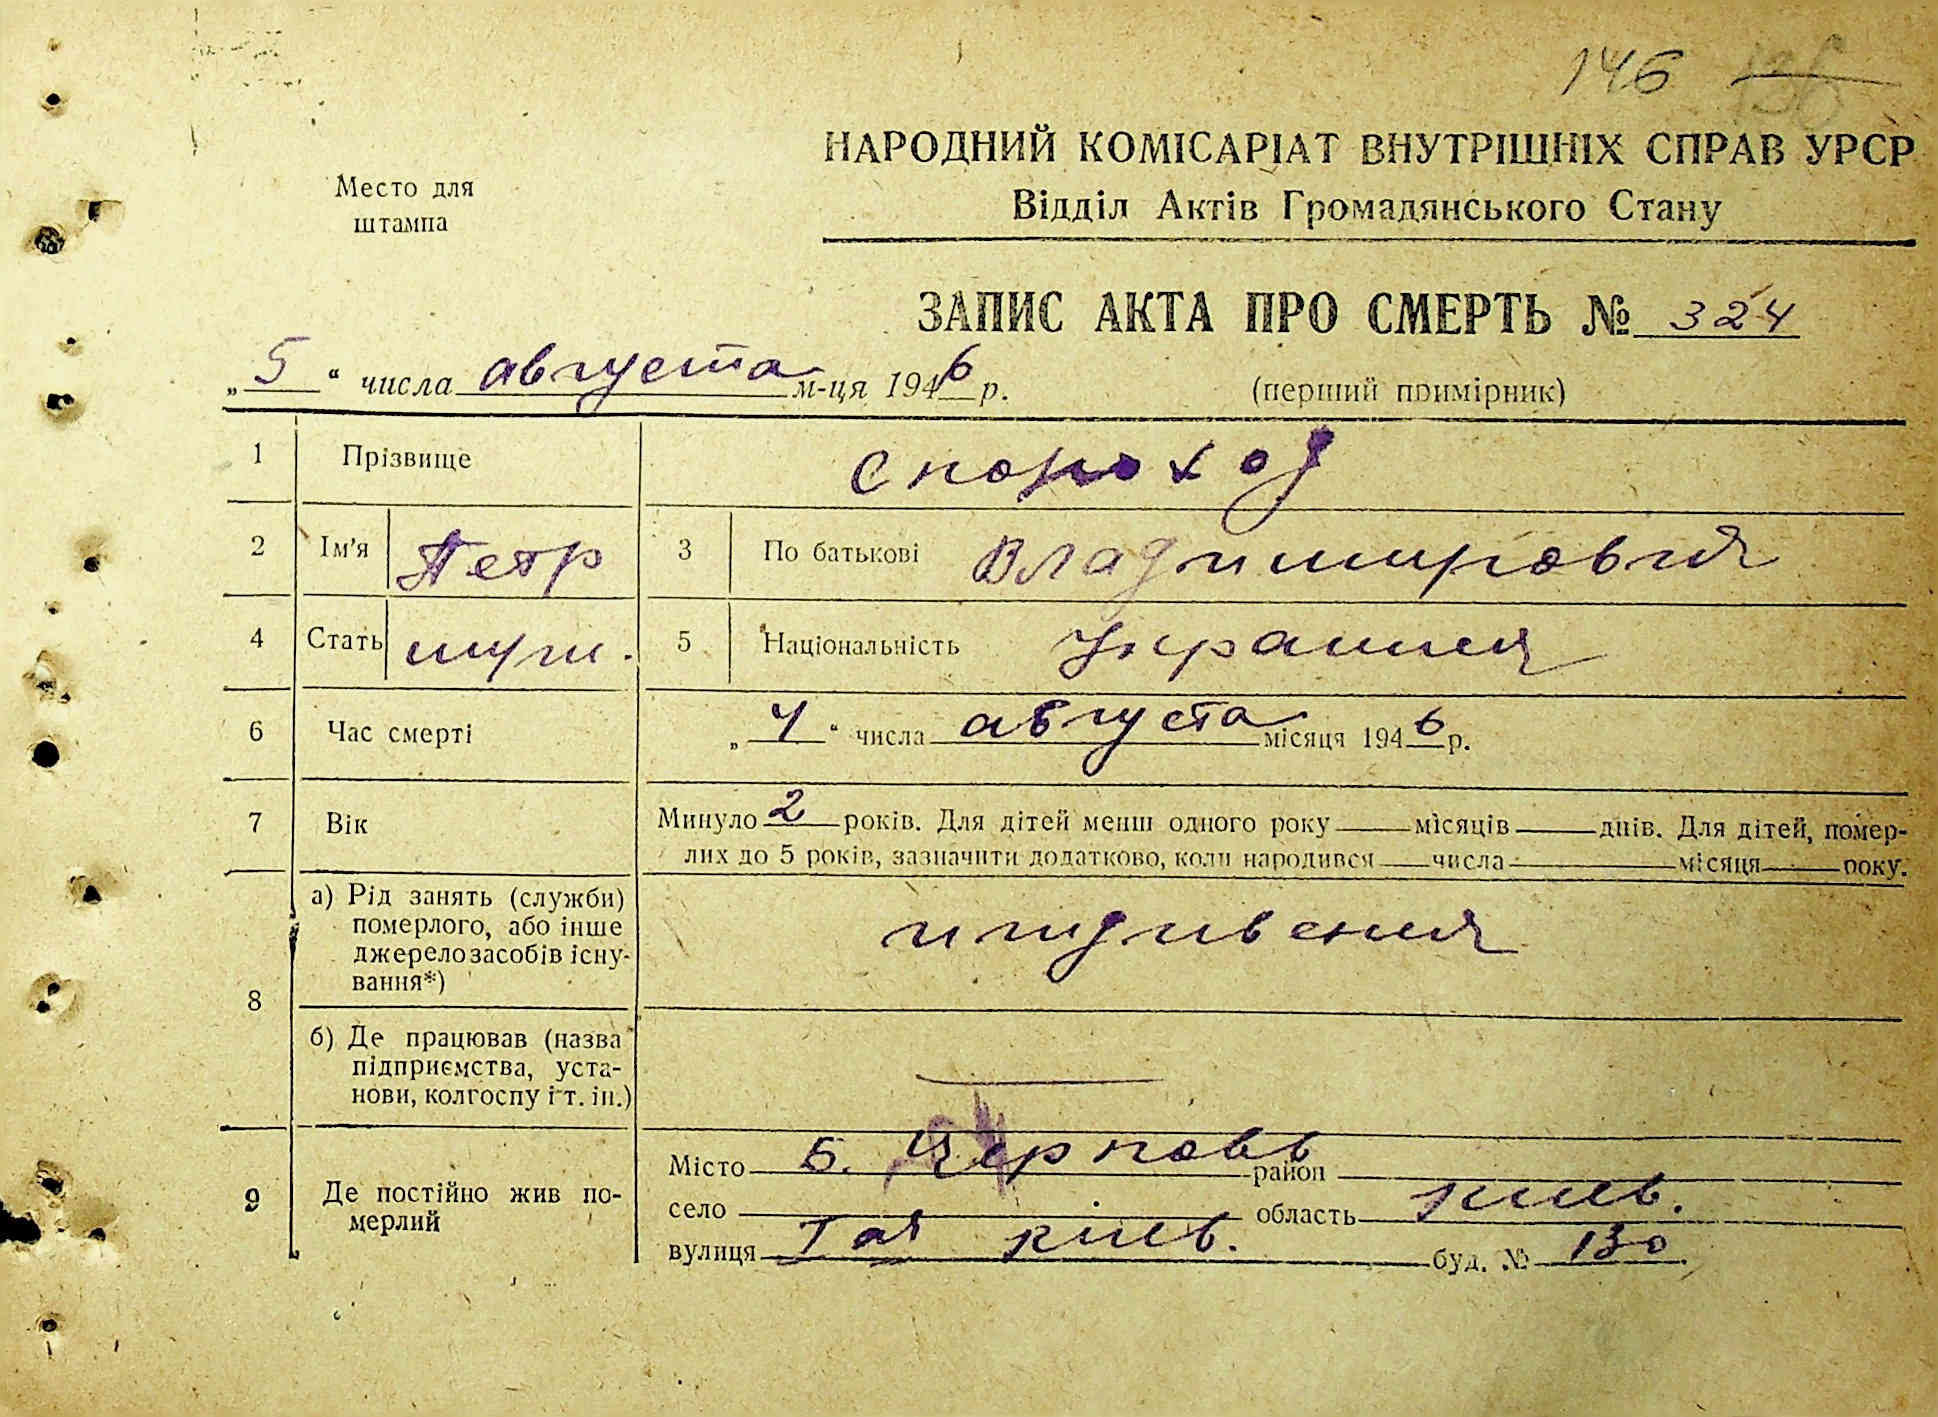 146 136
НАРОДНИЙ КОМІСАРІАТ ВНУТРІШНІХ СПРАВ УРСР
Место для
штампа
Відділ Актів Громадянського Стану
ЗАПИС АКТА ПРО СМЕРТЬ № 324
„5“ числа августа м-ця 1946 р.
(перший примірник)
1 Прізвище Скороход
2 Ім'я Петр 3 По батькові Владимирович
4 Стать муж. 5 Національність Украинец
6 Час смерті „4“ числа августа місяця 1946 р.
7 Вік Минуло 2 років. Для дітей менш одного року місяців днів. Для дітей, помер-
лих до 5 років, зазначити додатково, коли народився числа місяця року.
8 а) Рід занять (служби)
померлого, або інше
джерело засобів існу-
вання*)
иждивения
б) Де працював (назва
підприємства, уста-
нови, колгоспу і т. ін.)
9 Де постійно жив по-
мерлий
Місто Б. Церковь район
село область Киев.
вулиця Киев. буд. № 130